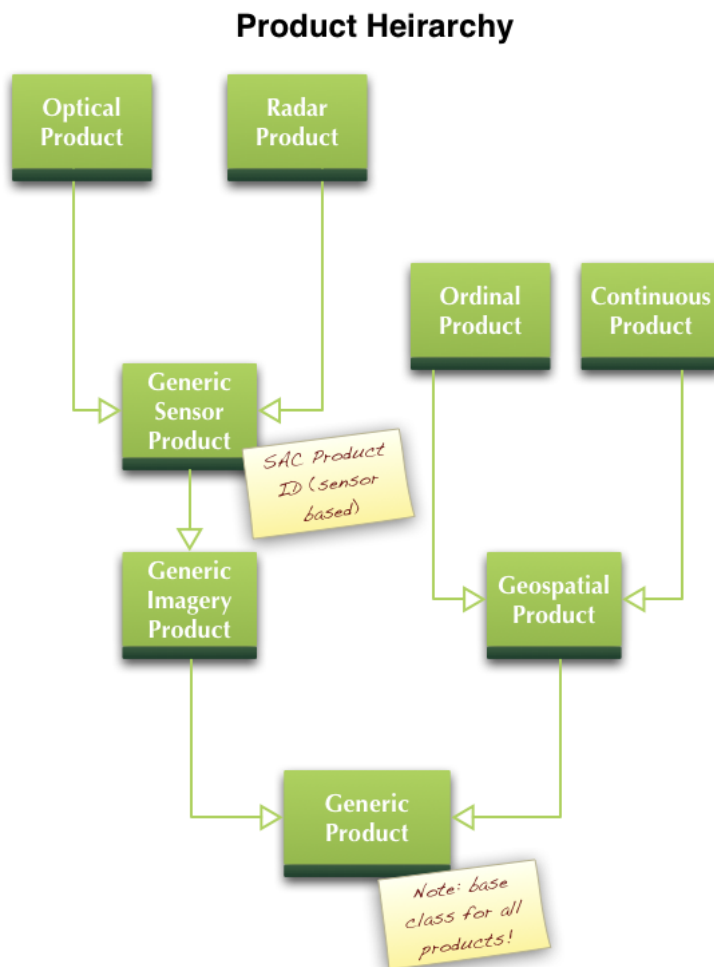 Product Heirarchy
Optical
Product
Radar
Product
Ordinal
Product
Continuous
Product
Generic
Sensor
Product
SAC Product
ID (sensor
based)
Generic
Imagery
Product
Geospatial
Product
Generic
Product
Note: base
class for all
products!